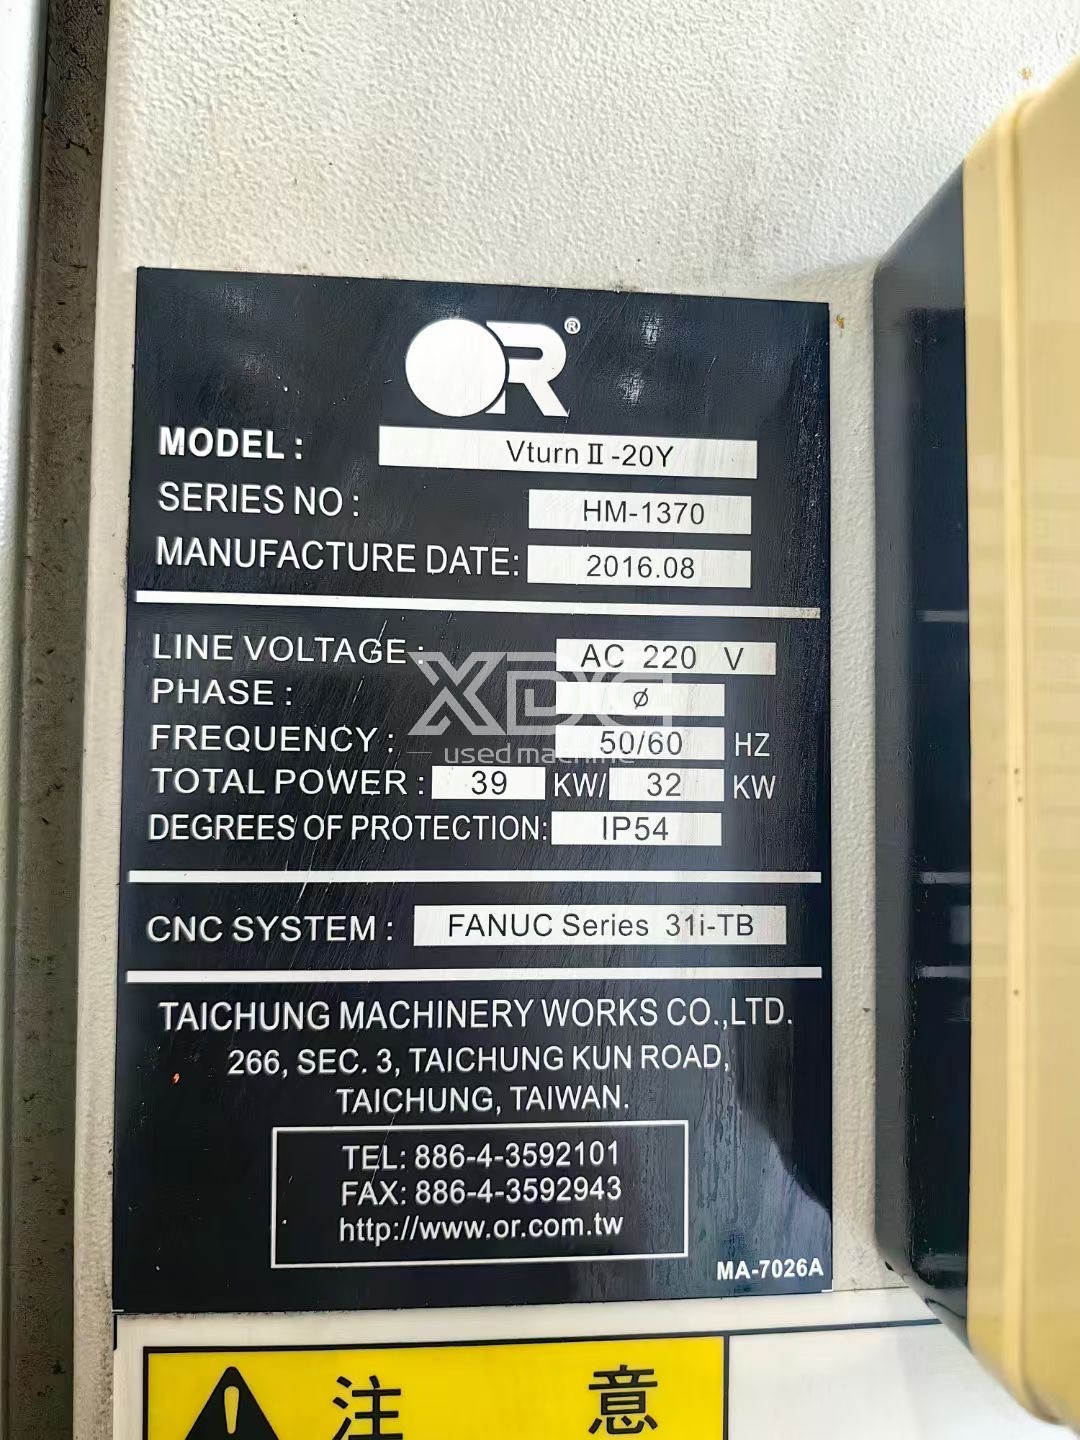 OR®
MODEL : Vturn Ⅱ -20Y
SERIES NO : HM-1370
MANUFACTURE DATE: 2016.08
LINE VOLTAGE : AC 220 V
PHASE : Ø
FREQUENCY : 50/60 HZ
TOTAL POWER : 39 KW/ 32 KW
DEGREES OF PROTECTION: IP54
XDC
used machine
CNC SYSTEM : FANUC Series 31i-TB
TAICHUNG MACHINERY WORKS CO.,LTD.
266, SEC. 3, TAICHUNG KUN ROAD,
TAICHUNG, TAIWAN.
TEL: 886-4-3592101
FAX: 886-4-3592943
http://www.or.com.tw
MA-7026A
注 意